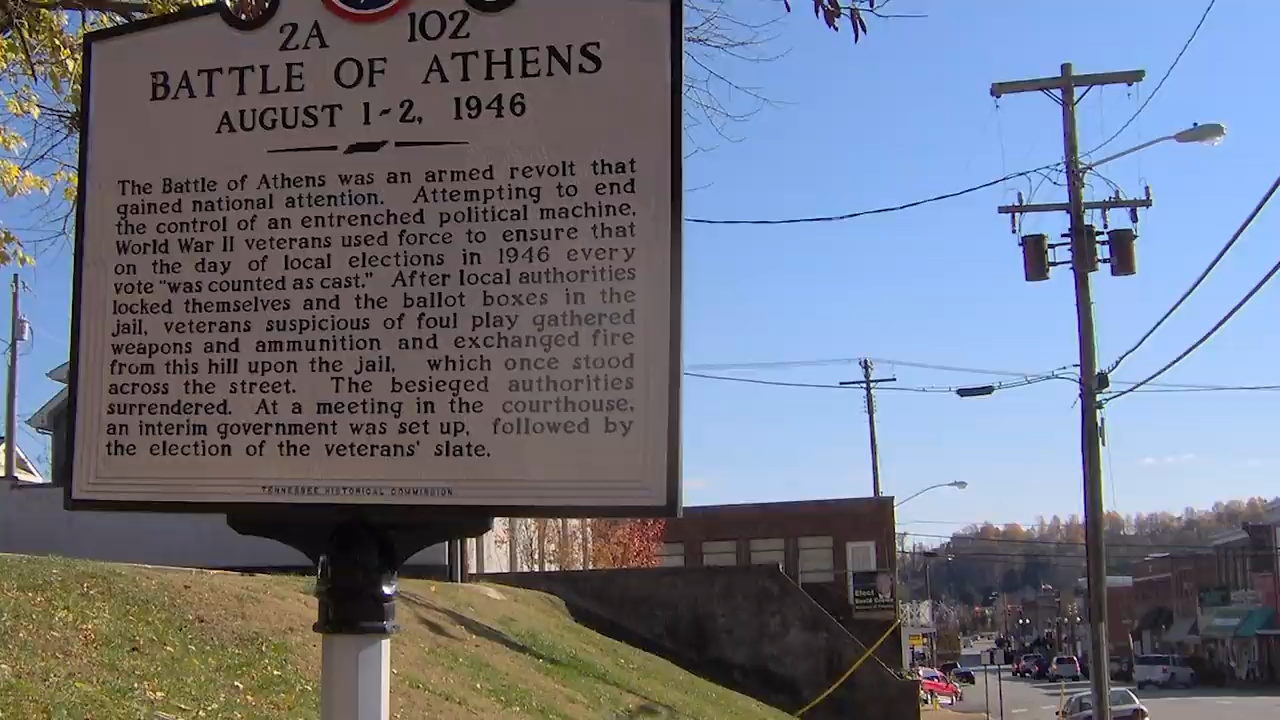 2A 102
BATTLE OF ATHENS
AUGUST 1-2, 1946
The Battle of Athens was an armed revolt that
gained national attention. Attempting to end
the control of an entrenched political machine,
World War II veterans used force to ensure that
on the day of local elections in 1946 every
vote "was counted as cast." After local authorities
locked themselves and the ballot boxes in the
jail, veterans suspicious of foul play gathered
weapons and ammunition and exchanged fire
from this hill upon the jail, which once stood
across the street. The besieged authorities
surrendered. At a meeting in the courthouse,
an interim government was set up, followed by
the election of the veterans' slate.
TENNESSEE HISTORICAL COMMISSION
Elect